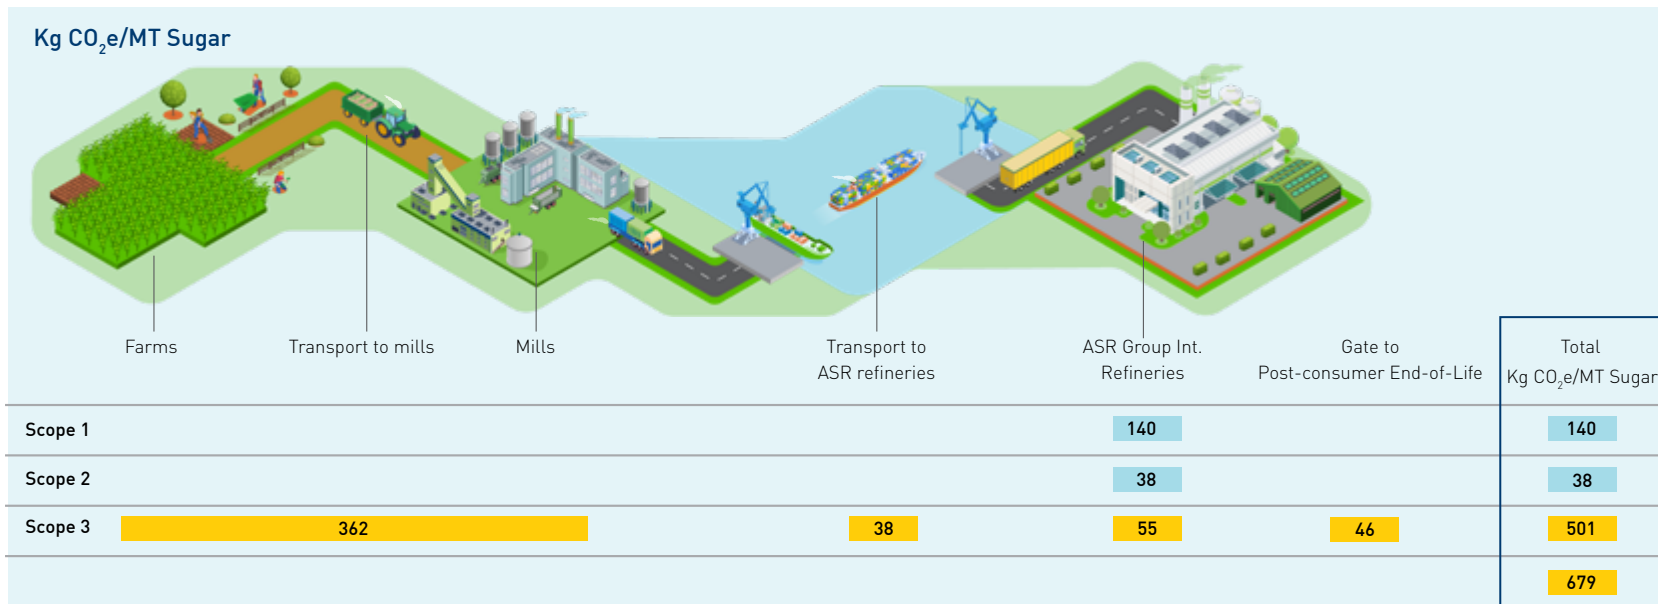 Kg CO₂e/MT Sugar
Farms
Transport to mills
Mills
Transport to
ASR refineries
ASR Group Int.
Refineries
Gate to
Post-consumer End-of-Life
Total
Kg CO₂e/MT Sugar
Scope 1
140
140
Scope 2
38
38
Scope 3
362
38
55
46
501
679